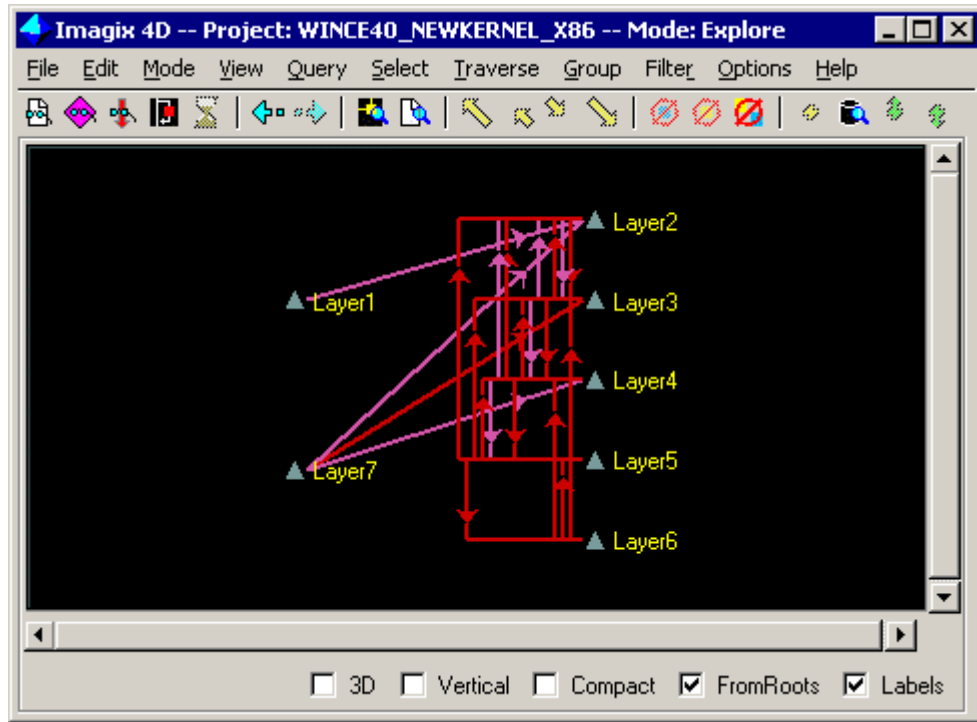 Imagix 4D -- Project: WINCE40_NEWKERNEL_X86 -- Mode: Explore
File Edit Mode View Query Select Traverse Group Filter Options Help
Layer2
Layer1
Layer3
Layer4
Layer7
Layer5
Layer6
3D Vertical Compact FromRoots Labels